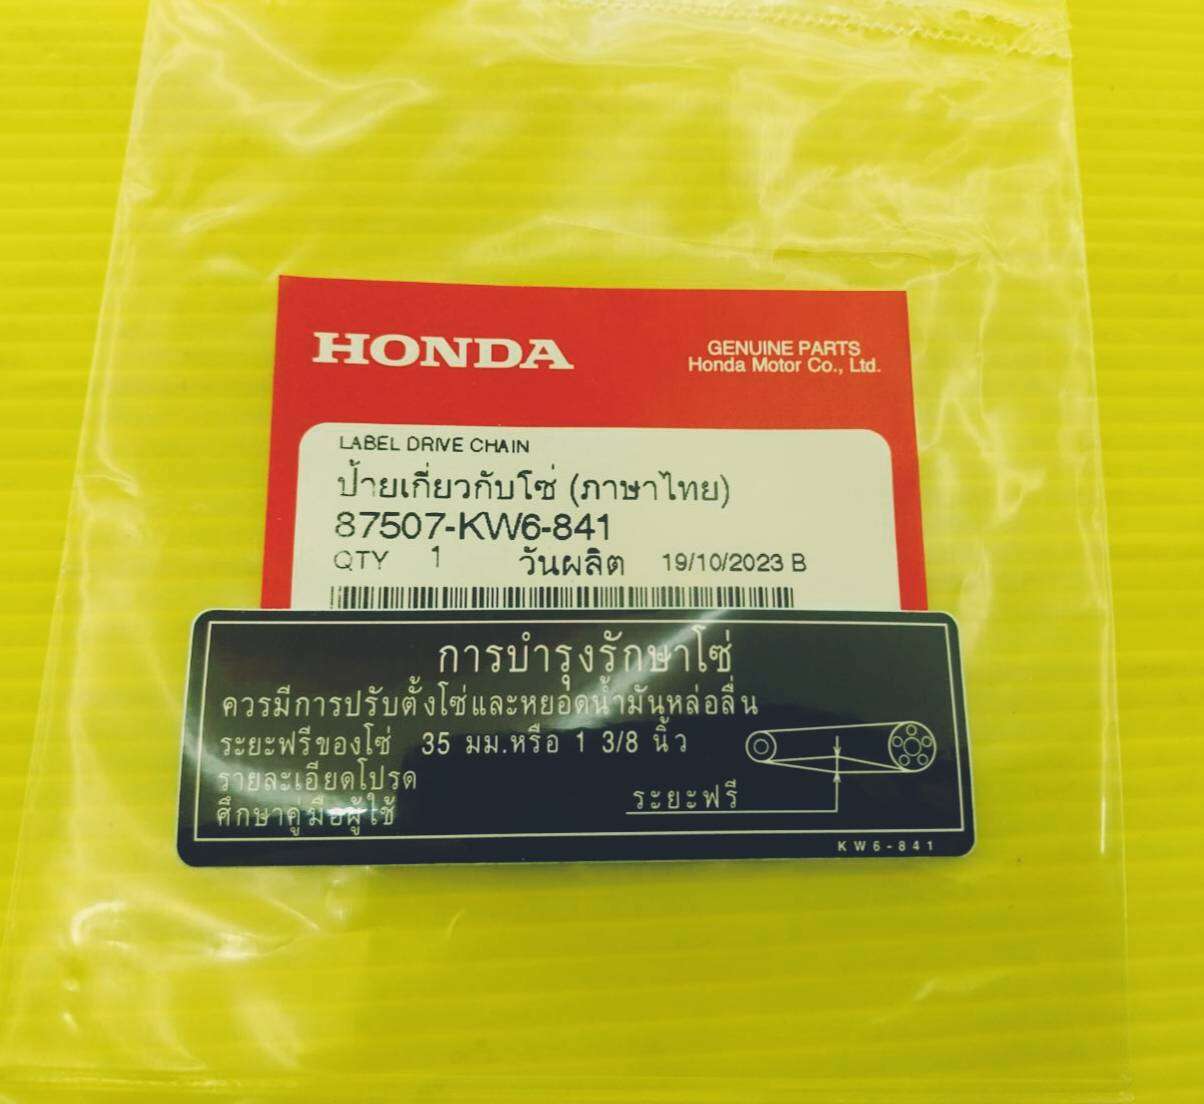 HONDA
GENUINE PARTS
Honda Motor Co., Ltd.
LABEL DRIVE CHAIN
ป้ายเกี่ยวกับโซ่ (ภาษาไทย)
87507-KW6-841
QTY 1 วันผลิต 19/10/2023 B
การบำรุงรักษาโซ่
ควรมีการปรับตั้งโซ่และหยอดน้ำมันหล่อลื่น
ระยะฟรีของโซ่ 35 มม.หรือ 1 3/8 นิ้ว
รายละเอียดโปรด
ศึกษาคู่มือผู้ใช้
ระยะฟรี
KW6-841